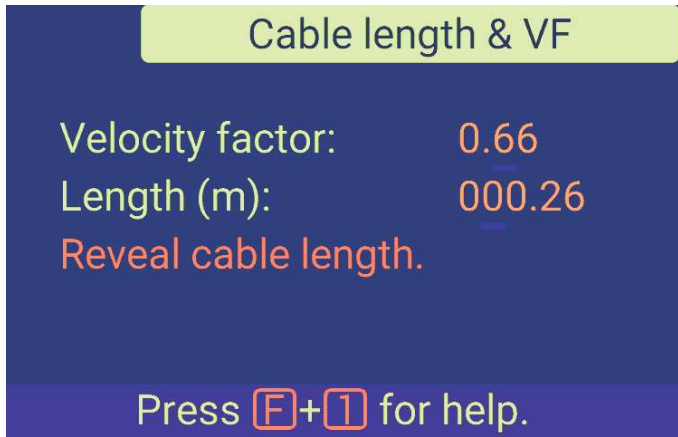 Cable length & VF
Velocity factor: 0.66
Length (m): 000.26
Reveal cable length.
Press F+1 for help.